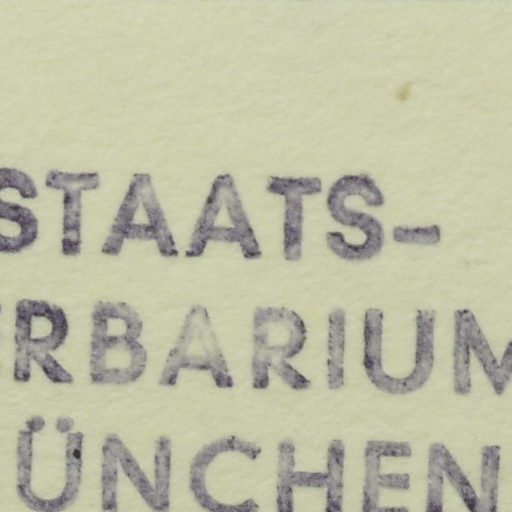 STAATS-
RBARIUM
ÜNCHEN